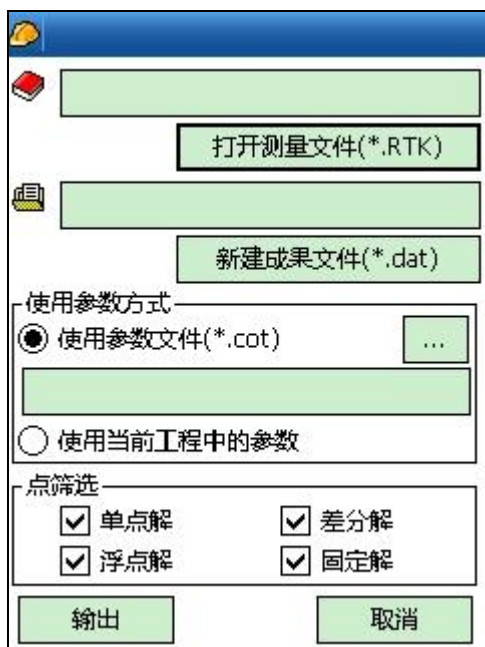 打开测量文件(*.RTK)
新建成果文件(*.dat)
使用参数方式
使用参数文件(*.cot)
...
使用当前工程中的参数
点筛选
单点解 差分解
浮点解 固定解
输出 取消